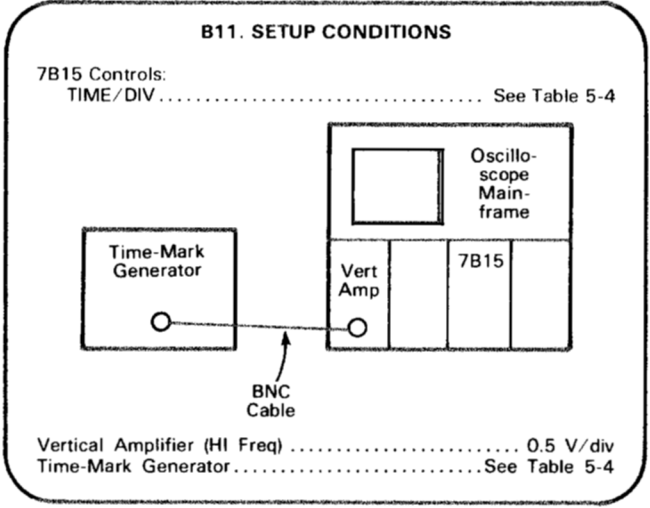 B11. SETUP CONDITIONS
7B15 Controls:
TIME/DIV................................. See Table 5-4
Oscillo-
scope
Main-
frame
Time-Mark
Generator
Vert
Amp
7B15
BNC
Cable
Vertical Amplifier (HI Freq) ........................ 0.5 V/div
Time-Mark Generator.........................See Table 5-4